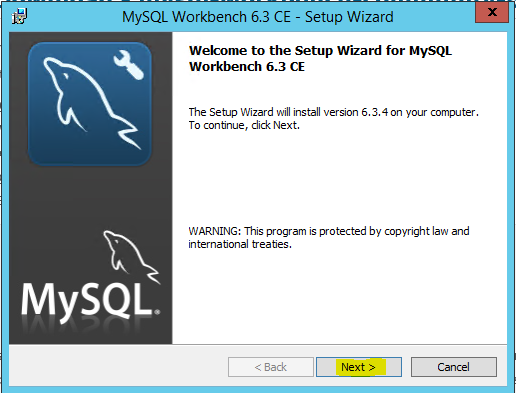 MySQL Workbench 6.3 CE - Setup Wizard
x
Welcome to the Setup Wizard for MySQL
Workbench 6.3 CE
The Setup Wizard will install version 6.3.4 on your computer.
To continue, click Next.
WARNING: This program is protected by copyright law and
international treaties.
MySQL.
< Back
Next >
Cancel